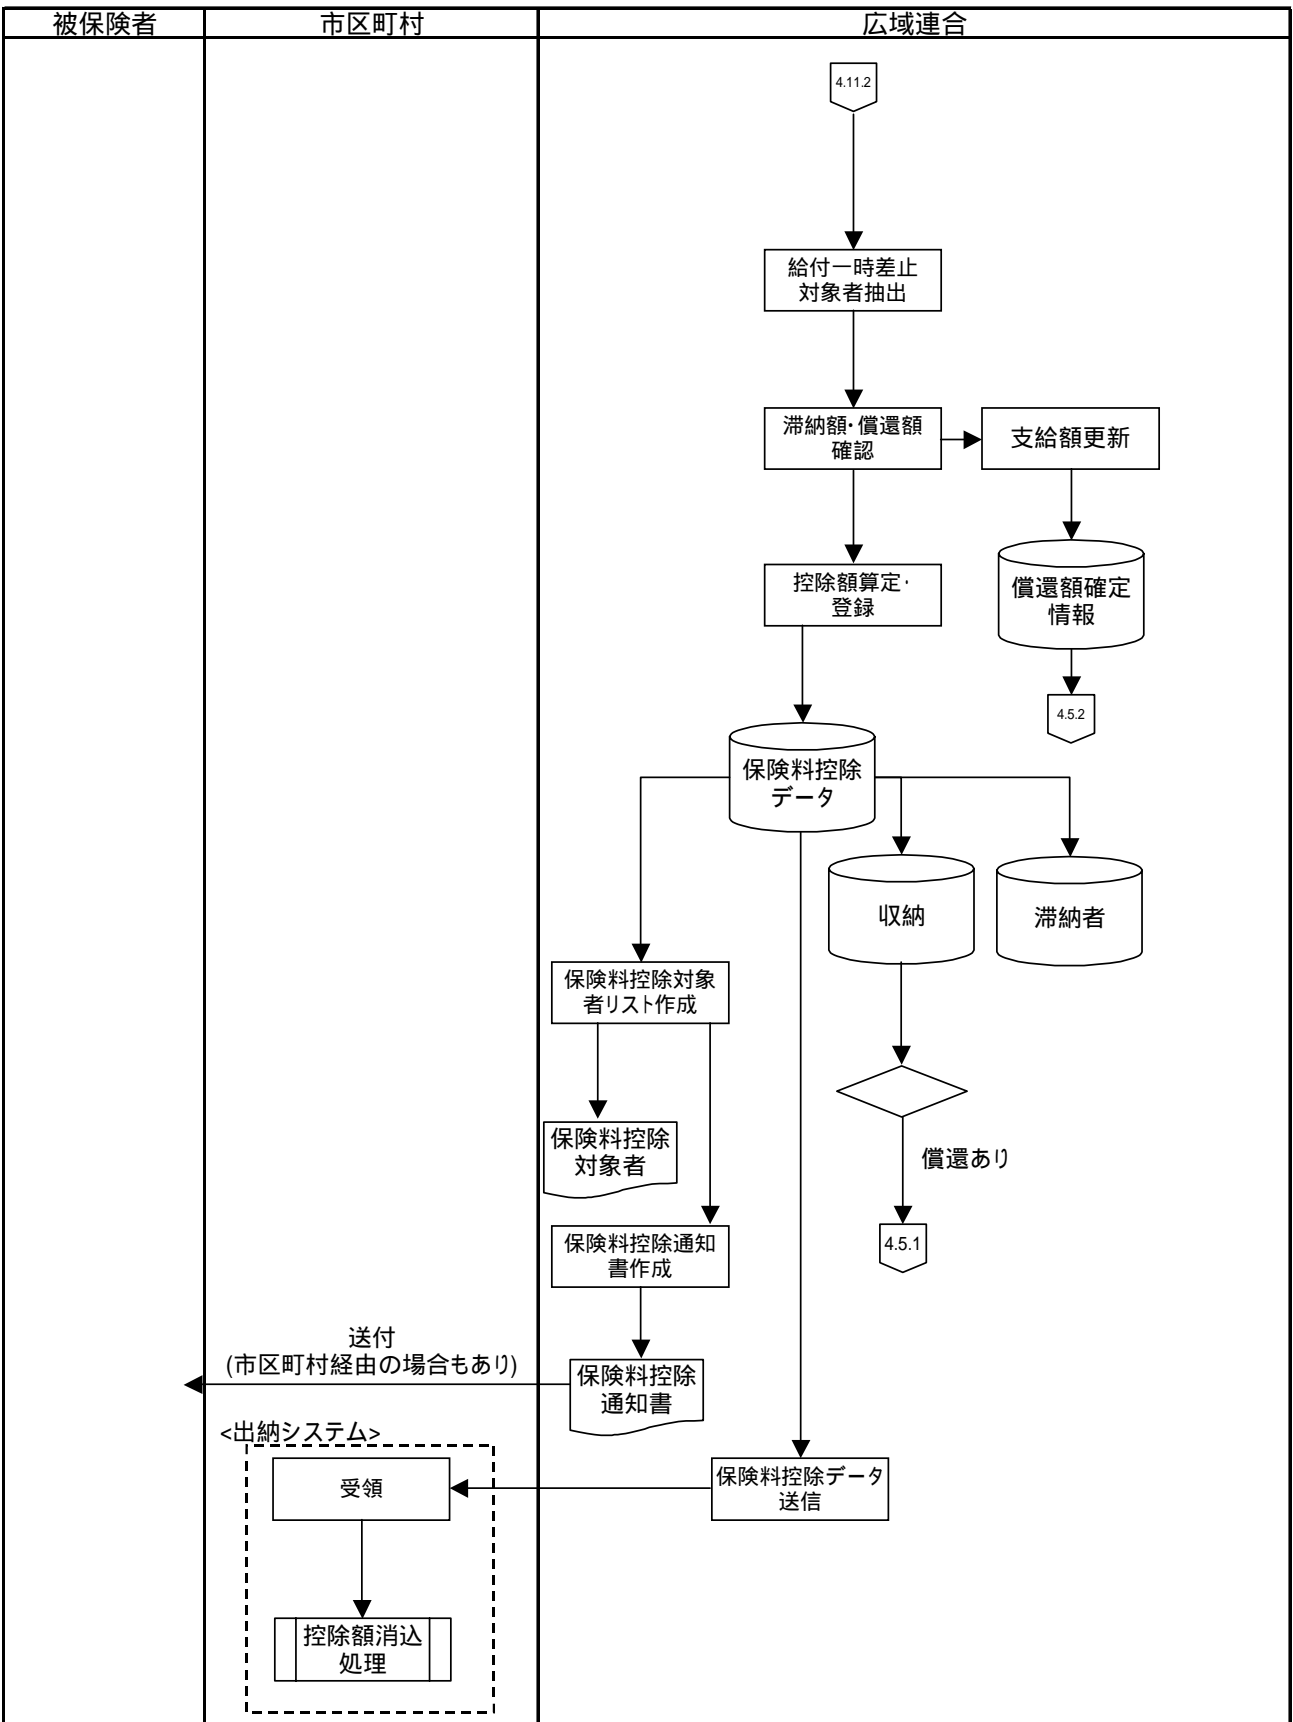 被保険者
市区町村
広域連合
4.11.2
給付一時差止
対象者抽出
滞納額・償還額
確認
支給額更新
控除額算定・
登録
償還額確定
情報
4.5.2
保険料控除
データ
収納
滞納者
保険料控除対象
者リスト作成
保険料控除
対象者
償還あり
保険料控除通知
書作成
4.5.1
送付
(市区町村経由の場合もあり)
保険料控除
通知書
<出納システム>
受領
保険料控除データ
送信
控除額消込
処理